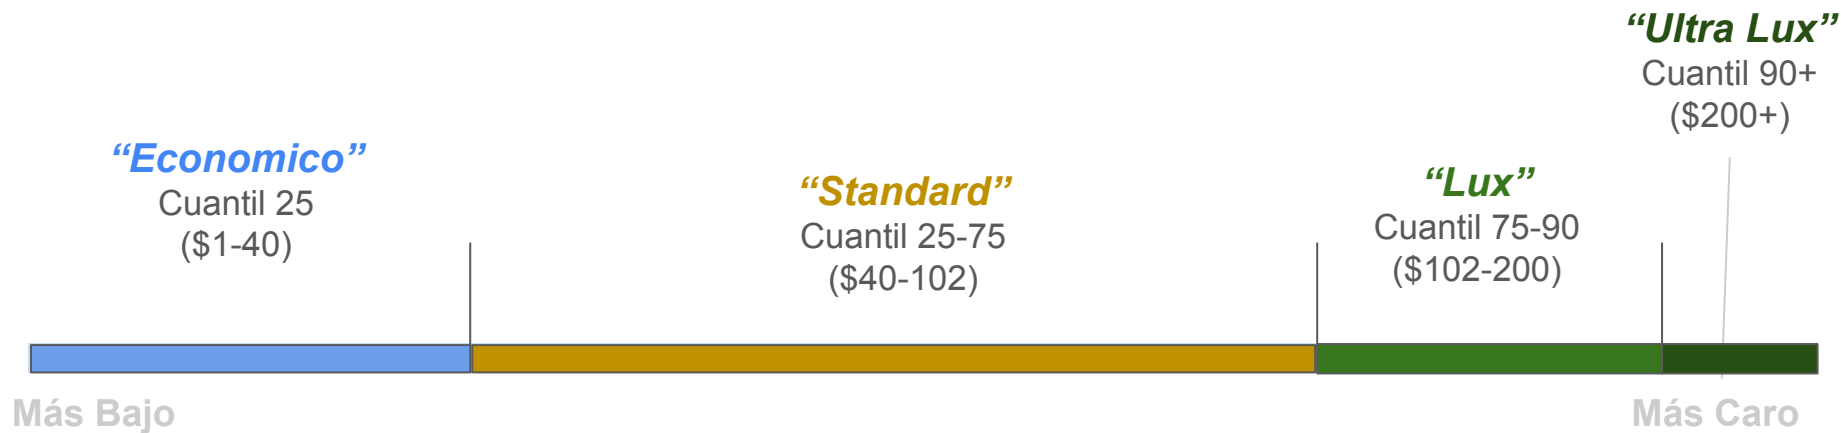 “Ultra Lux”
Cuantil 90+
($200+)
“Economico”
Cuantil 25
($1-40)
“Standard”
Cuantil 25-75
($40-102)
“Lux”
Cuantil 75-90
($102-200)
Más Bajo
Más Caro